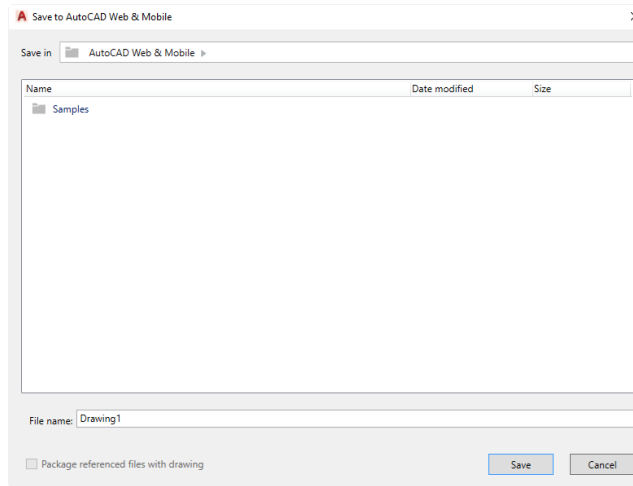 Save to AutoCAD Web & Mobile
Save in AutoCAD Web & Mobile
Name Date modified Size
Samples
File name: Drawing1
Package referenced files with drawing Save Cancel